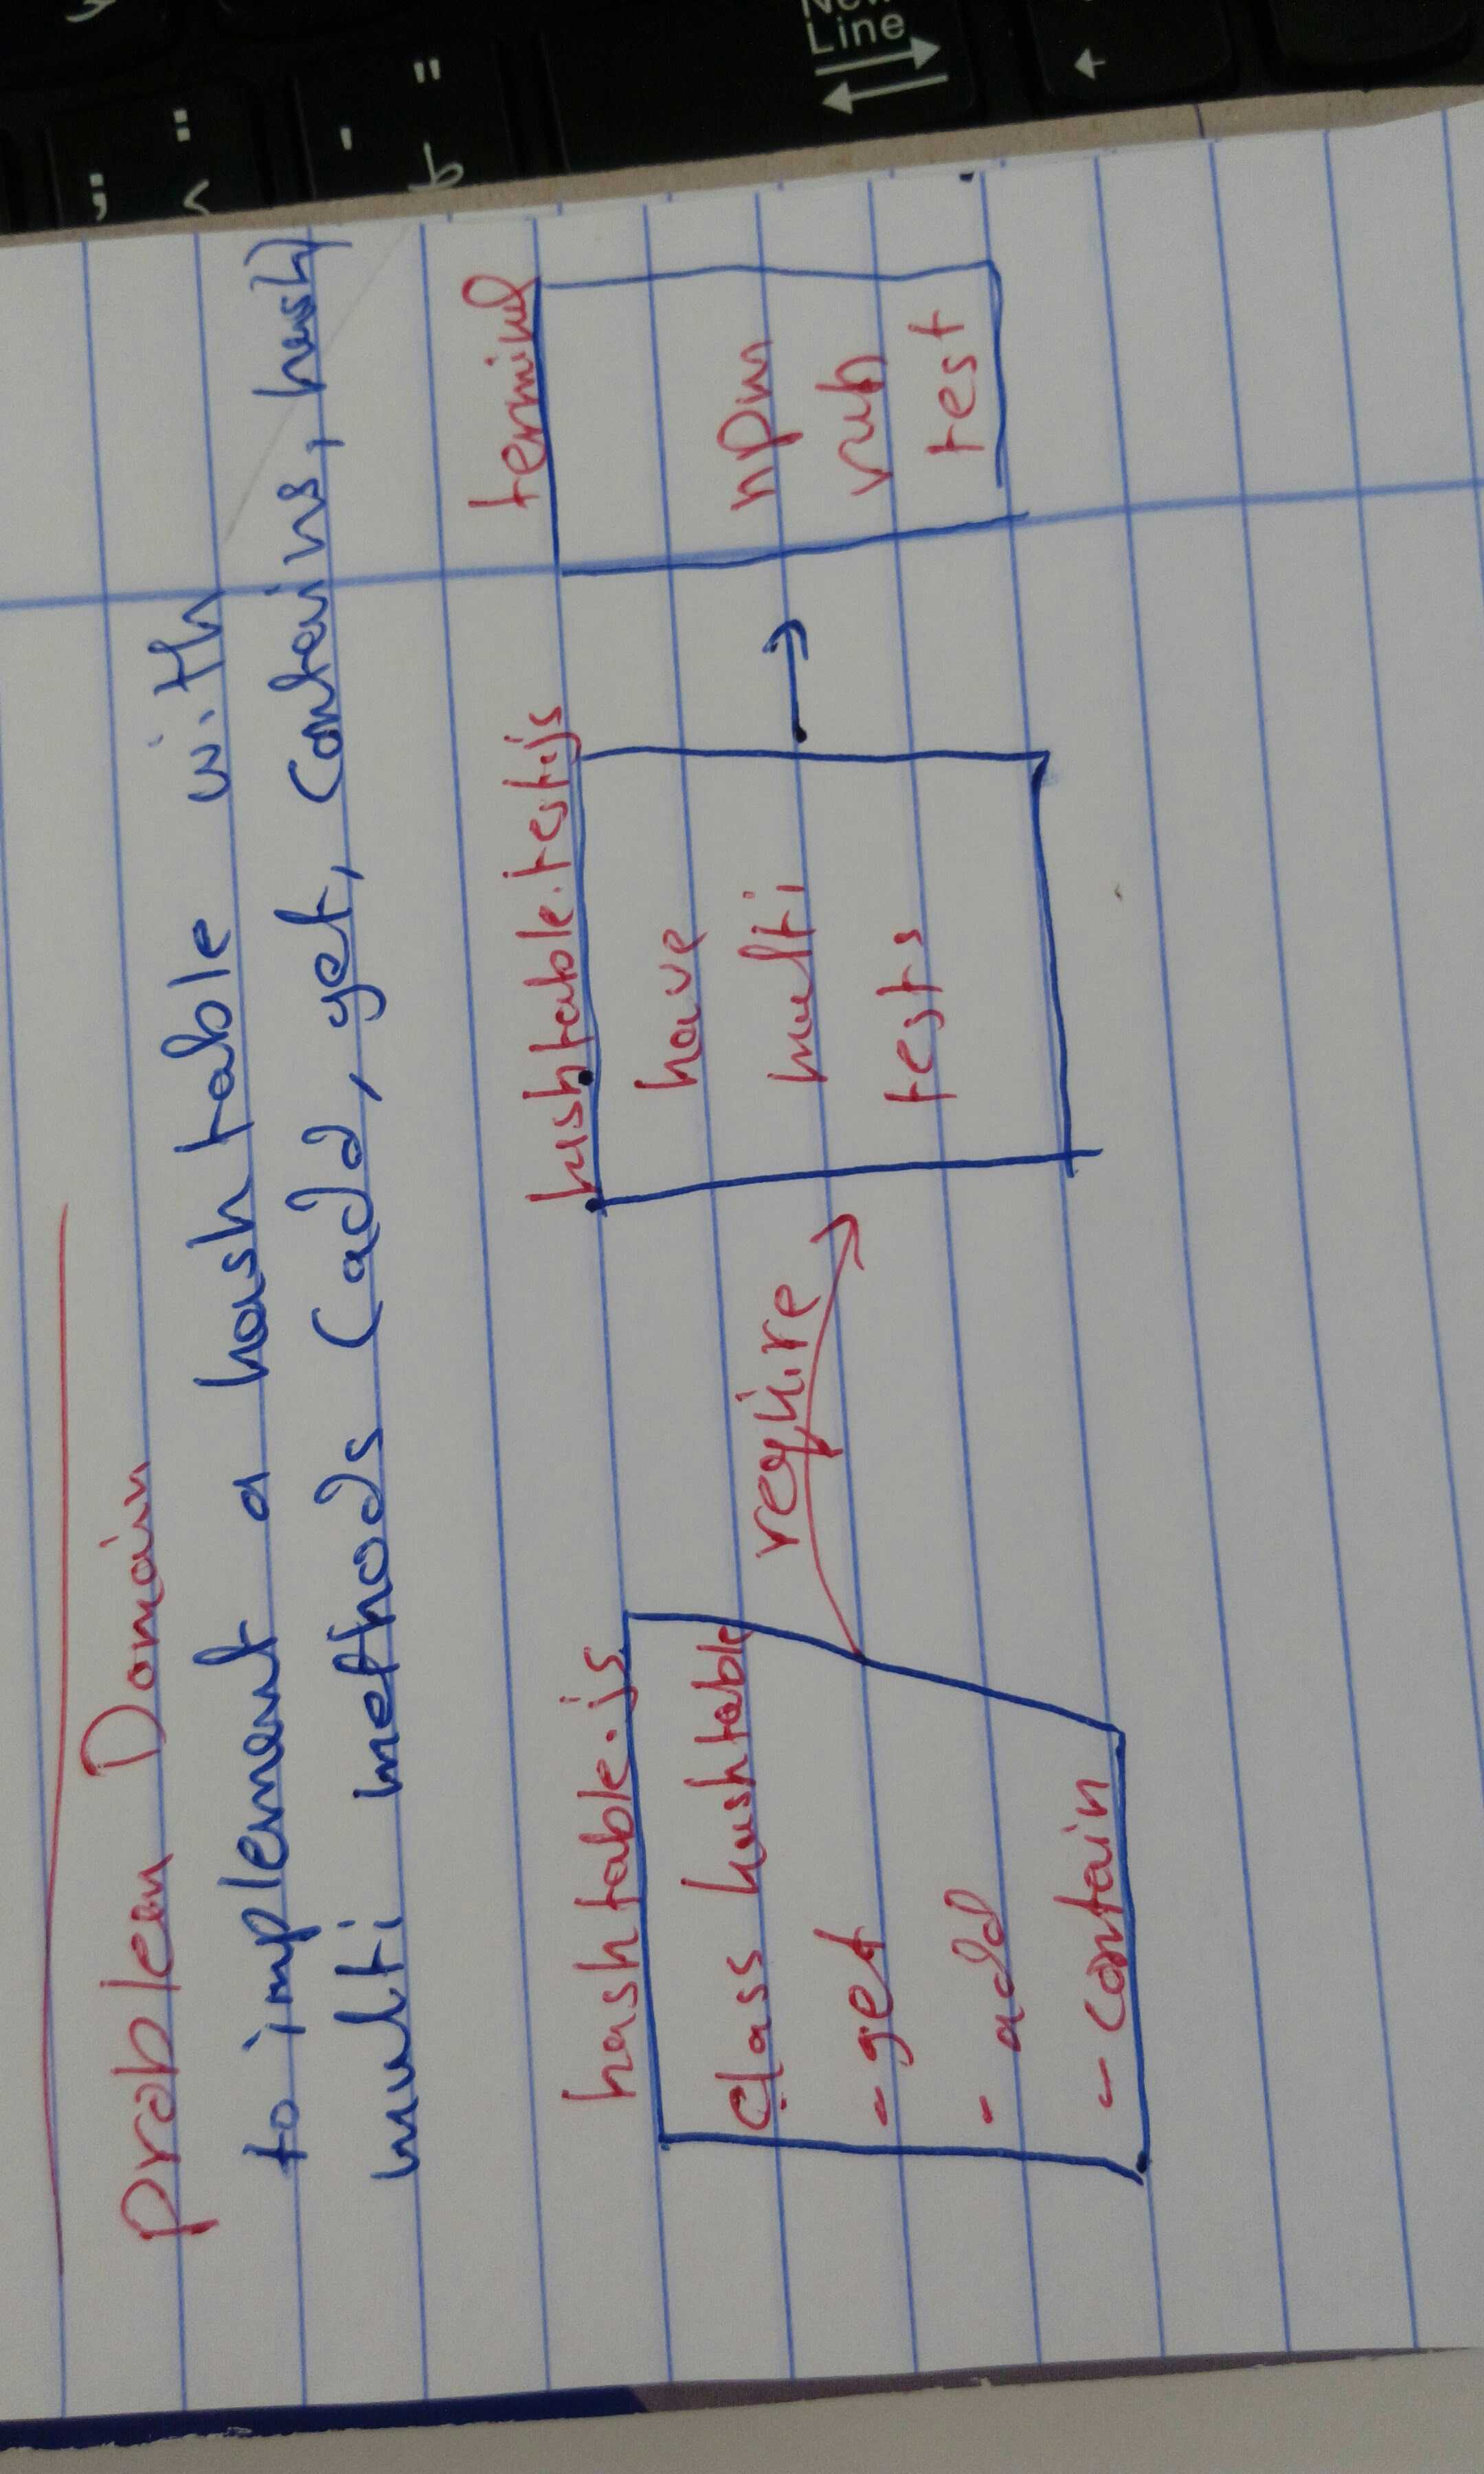 Problem Domain
to implement a hash table with
multi methods (add, get, Contains, hash)
hashtable.js
Class hashtable
- get
- add
- contain
require
hashtable.test.js
have
multi
tests
terminal
npm
run
test
New
Line